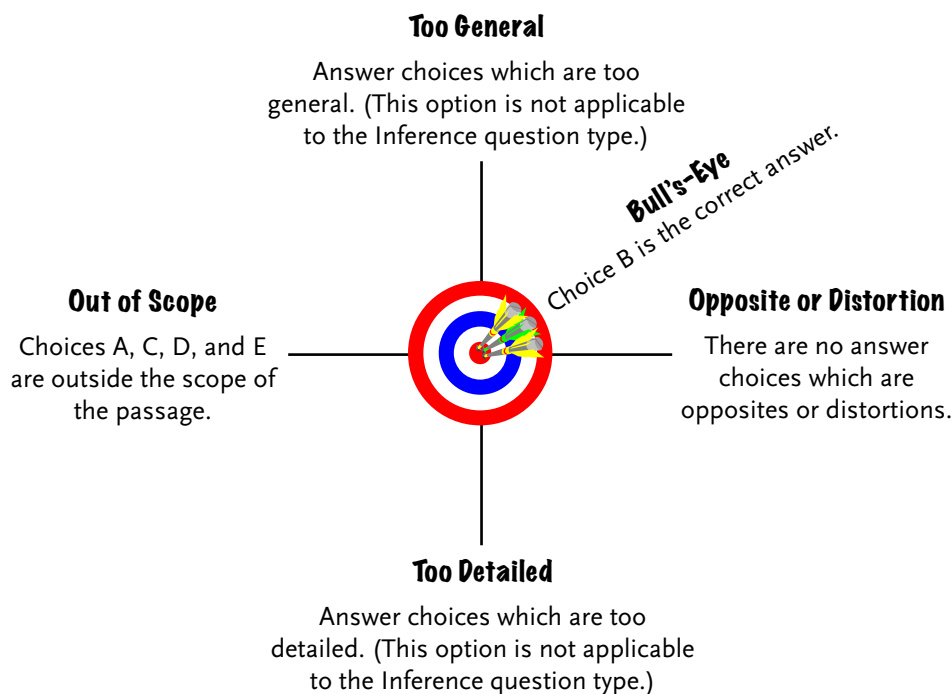 Too General
Answer choices which are too
general. (This option is not applicable
to the Inference question type.)
Bull's-Eye
Choice B is the correct answer.
Out of Scope
Choices A, C, D, and E
are outside the scope of
the passage.
Opposite or Distortion
There are no answer
choices which are
opposites or distortions.
Too Detailed
Answer choices which are too
detailed. (This option is not applicable
to the Inference question type.)